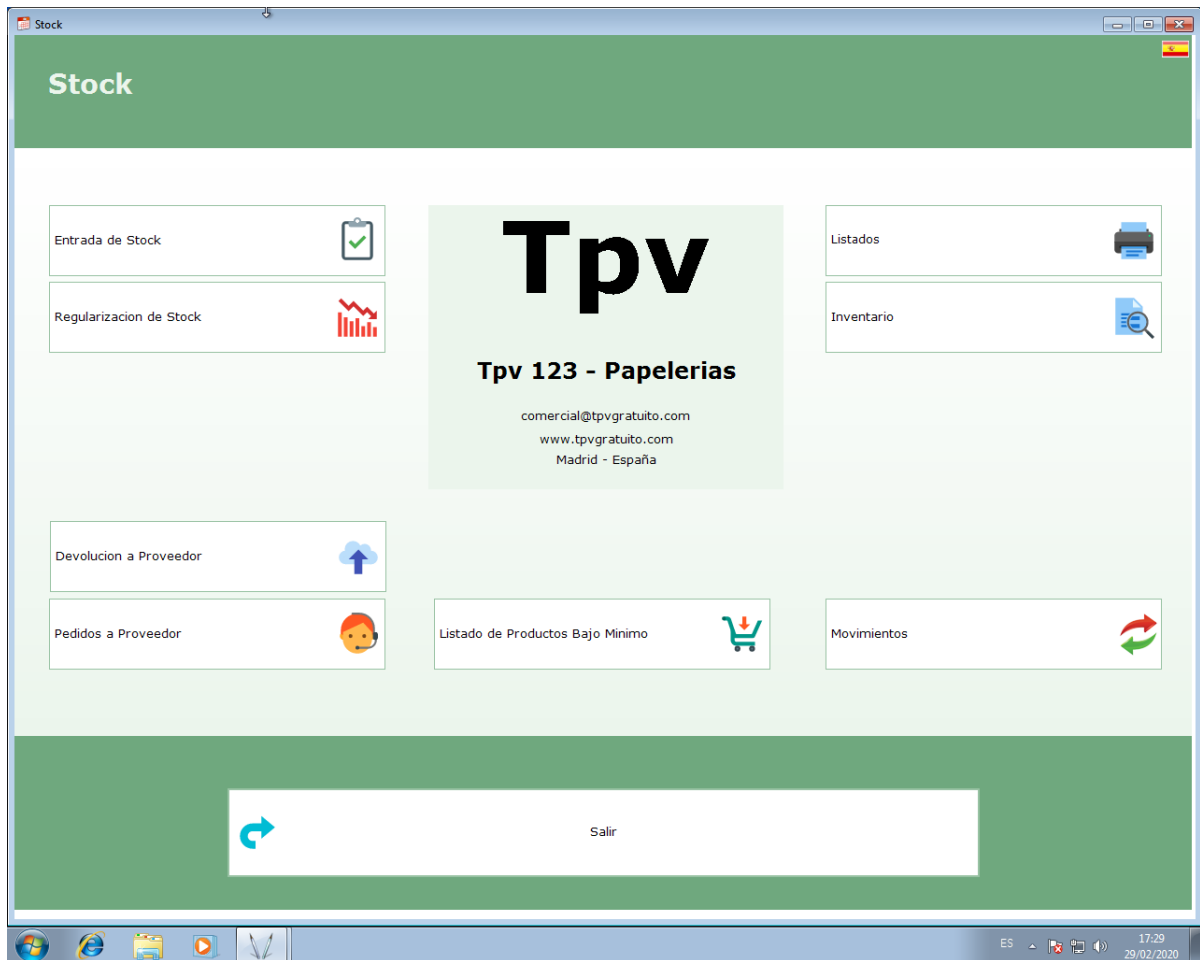 Stock
Stock
Entrada de Stock
Regularizacion de Stock
Tpv
Tpv 123 - Papelerias
comercial@tpvgratuito.com
www.tpvgratuito.com
Madrid - España
Listados
Inventario
Devolucion a Proveedor
Pedidos a Proveedor
Listado de Productos Bajo Minimo
Movimientos
Salir
ES
17:29
29/02/2020